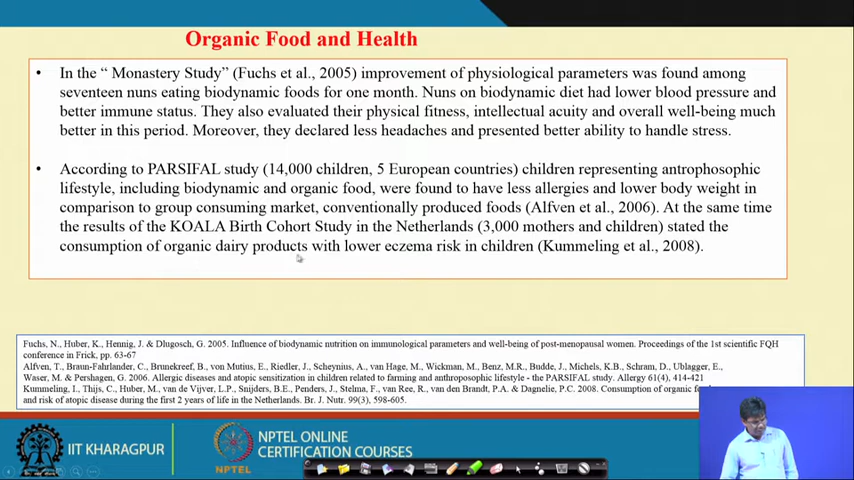 Organic Food and Health
• In the “ Monastery Study” (Fuchs et al., 2005) improvement of physiological parameters was found among
seventeen nuns eating biodynamic foods for one month. Nuns on biodynamic diet had lower blood pressure and
better immune status. They also evaluated their physical fitness, intellectual acuity and overall well-being much
better in this period. Moreover, they declared less headaches and presented better ability to handle stress.
• According to PARSIFAL study (14,000 children, 5 European countries) children representing antrophosophic
lifestyle, including biodynamic and organic food, were found to have less allergies and lower body weight in
comparison to group consuming market, conventionally produced foods (Alfven et al., 2006). At the same time
the results of the KOALA Birth Cohort Study in the Netherlands (3,000 mothers and children) stated the
consumption of organic dairy products with lower eczema risk in children (Kummeling et al., 2008).
Fuchs, N., Huber, K., Hennig, J. & Dlugosch, G. 2005. Influence of biodynamic nutrition on immunological parameters and well-being of post-menopausal women. Proceedings of the 1st scientific FQH
conference in Frick, pp. 63-67
Alfven, T., Braun-Fahrlander, C., Brunekreef, B., von Mutius, E., Riedler, J., Scheynius, A., van Hage, M., Wickman, M., Benz, M.R., Budde, J., Michels, K.B., Schram, D., Ublagger, E.,
Waser, M. & Pershagen, G. 2006. Allergic diseases and atopic sensitization in children related to farming and anthroposophic lifestyle - the PARSIFAL study. Allergy 61(4), 414-421
Kummeling, I., Thijs, C., Huber, M., van de Vijver, L.P., Snijders, B.E., Penders, J., Stelma, F., van Ree, R., van den Brandt, P.A. & Dagnelie, P.C. 2008. Consumption of organic
and risk of atopic disease during the first 2 years of life in the Netherlands. Br. J. Nutr. 99(3), 598-605.
IIT KHARAGPUR
NPTEL
NPTEL ONLINE
CERTIFICATION COURSES